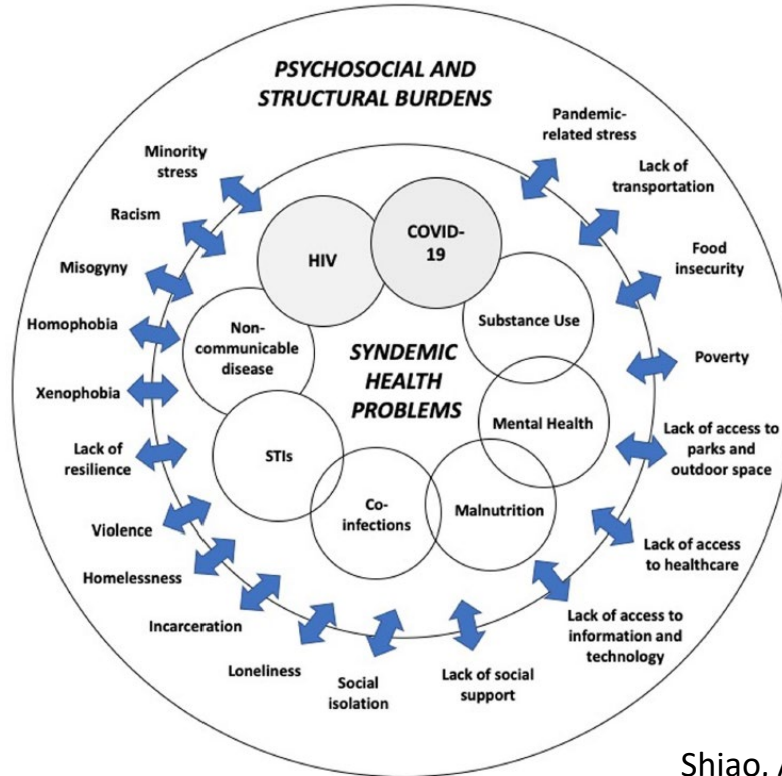 PSYCHOSOCIAL AND
STRUCTURAL BURDENS
Minority
stress
Racism
Misogyny
Homophobia
Xenophobia
Lack of
resilience
Violence
Homelessness
Incarceration
Loneliness
Social
isolation
Lack of social
support
Lack of access to
information and
technology
Lack of access
to healthcare
Lack of access to
parks and
outdoor space
Poverty
Food
insecurity
Lack of
transportation
Pandemic-
related stress
HIV
COVID-
19
Substance Use
Mental Health
Malnutrition
Co-
infections
STIs
Non-
communicable
disease
SYNDEMIC
HEALTH
PROBLEMS
Shiao,